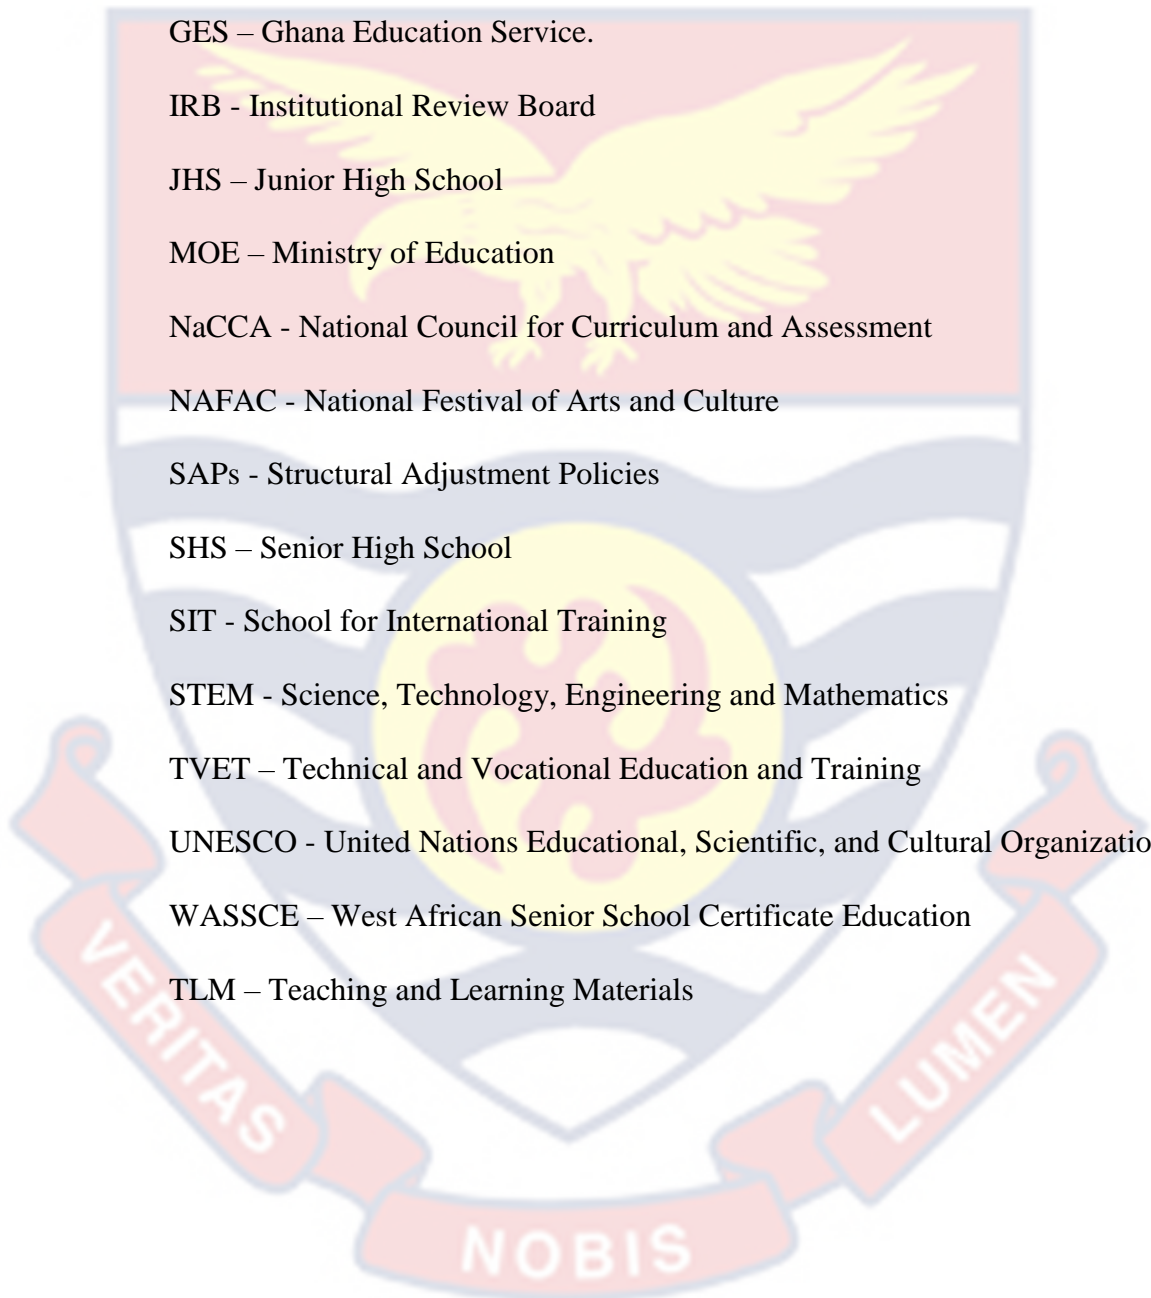 GES – Ghana Education Service.
IRB - Institutional Review Board
JHS – Junior High School
MOE – Ministry of Education
NaCCA - National Council for Curriculum and Assessment
NAFAC - National Festival of Arts and Culture
SAPs - Structural Adjustment Policies
SHS – Senior High School
SIT - School for International Training
STEM - Science, Technology, Engineering and Mathematics
TVET – Technical and Vocational Education and Training
UNESCO - United Nations Educational, Scientific, and Cultural Organizatio
WASSCE – West African Senior School Certificate Education
TLM – Teaching and Learning Materials
VERITAS
NOBIS
LUMEN